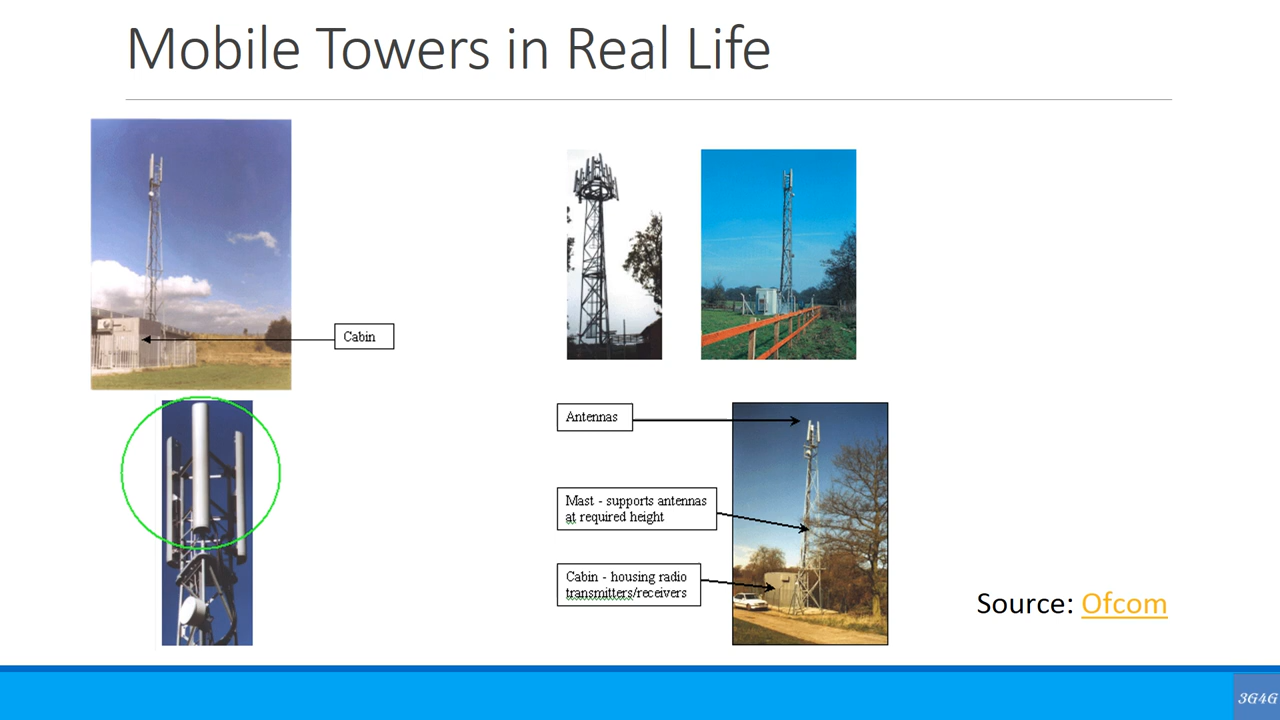 Mobile Towers in Real Life
Cabin
Antennas
Mast - supports antennas
at required height
Cabin - housing radio
transmitters/receivers
Source: Ofcom
3G4G